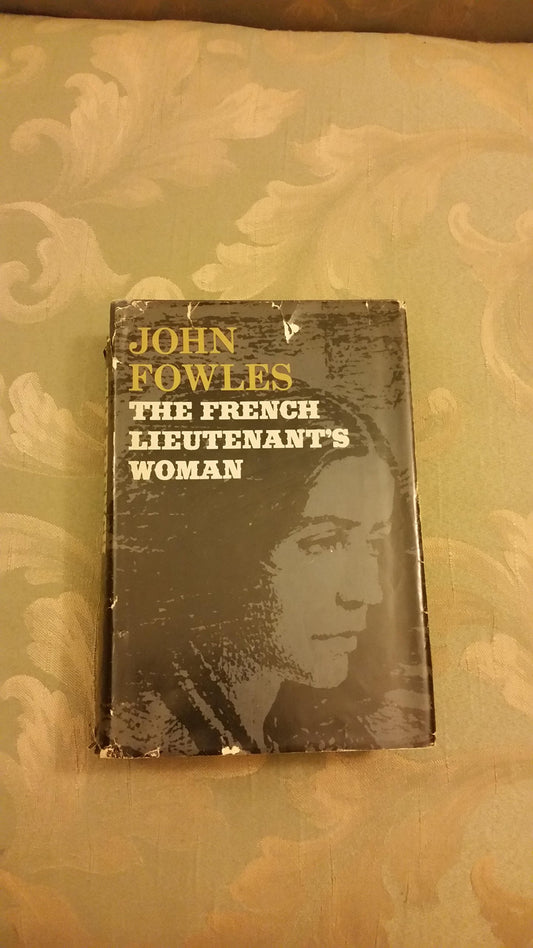 JOHN
FOWLES
THE FRENCH
LIEUTENANT'S
WOMAN